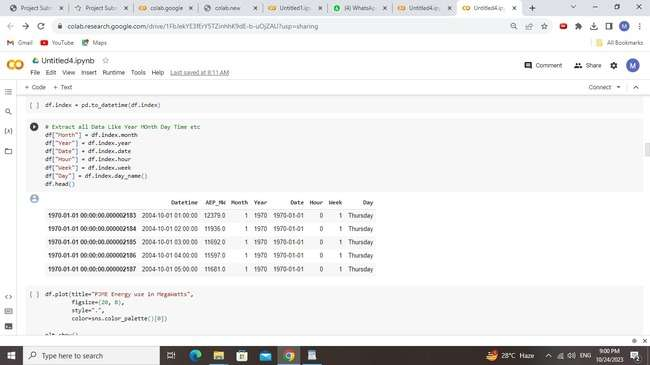 Project Sub
Project Sub
colab.google
colab.new
Untitled1.ip
(4) WhatsAp
Untitled4.ip
Untitled4.ip
colab.research.google.com/drive/1FbJekYE3fErY5TZinhhK9dE-b-uOjZAU?usp=sharing
M
Gmail YouTube Maps All Bookmarks
CO Untitled4.ipynb
Comment Share M
File Edit View Insert Runtime Tools Help Last saved at 8:11 AM
+ Code + Text Connect
[ ] df.index = pd.to_datetime(df.index)
# Extract all Data Like Year MOnth Day Time etc
df["Month"] = df.index.month
df["Year"] = df.index.year
df["Date"] = df.index.date
df["Hour"] = df.index.hour
df["Week"] = df.index.week
df["Day"] = df.index.day_name()
df.head()
Datetime AEP_MW Month Year Date Hour Week Day
1970-01-01 00:00:00.000002183 2004-10-01 01:00:00 12379.0 1 1970 1970-01-01 0 1 Thursday
1970-01-01 00:00:00.000002184 2004-10-01 02:00:00 11936.0 1 1970 1970-01-01 0 1 Thursday
1970-01-01 00:00:00.000002185 2004-10-01 03:00:00 11692.0 1 1970 1970-01-01 0 1 Thursday
1970-01-01 00:00:00.000002186 2004-10-01 04:00:00 11597.0 1 1970 1970-01-01 0 1 Thursday
1970-01-01 00:00:00.000002187 2004-10-01 05:00:00 11681.0 1 1970 1970-01-01 0 1 Thursday
[ ] df.plot(title="PJME Energy use in Megawatts",
figsize=(20, 8),
style=".",
color=sns.color_palette()[0])
plt.show()
Type here to search
28°C Haze
9:00 PM
10/24/2023
2